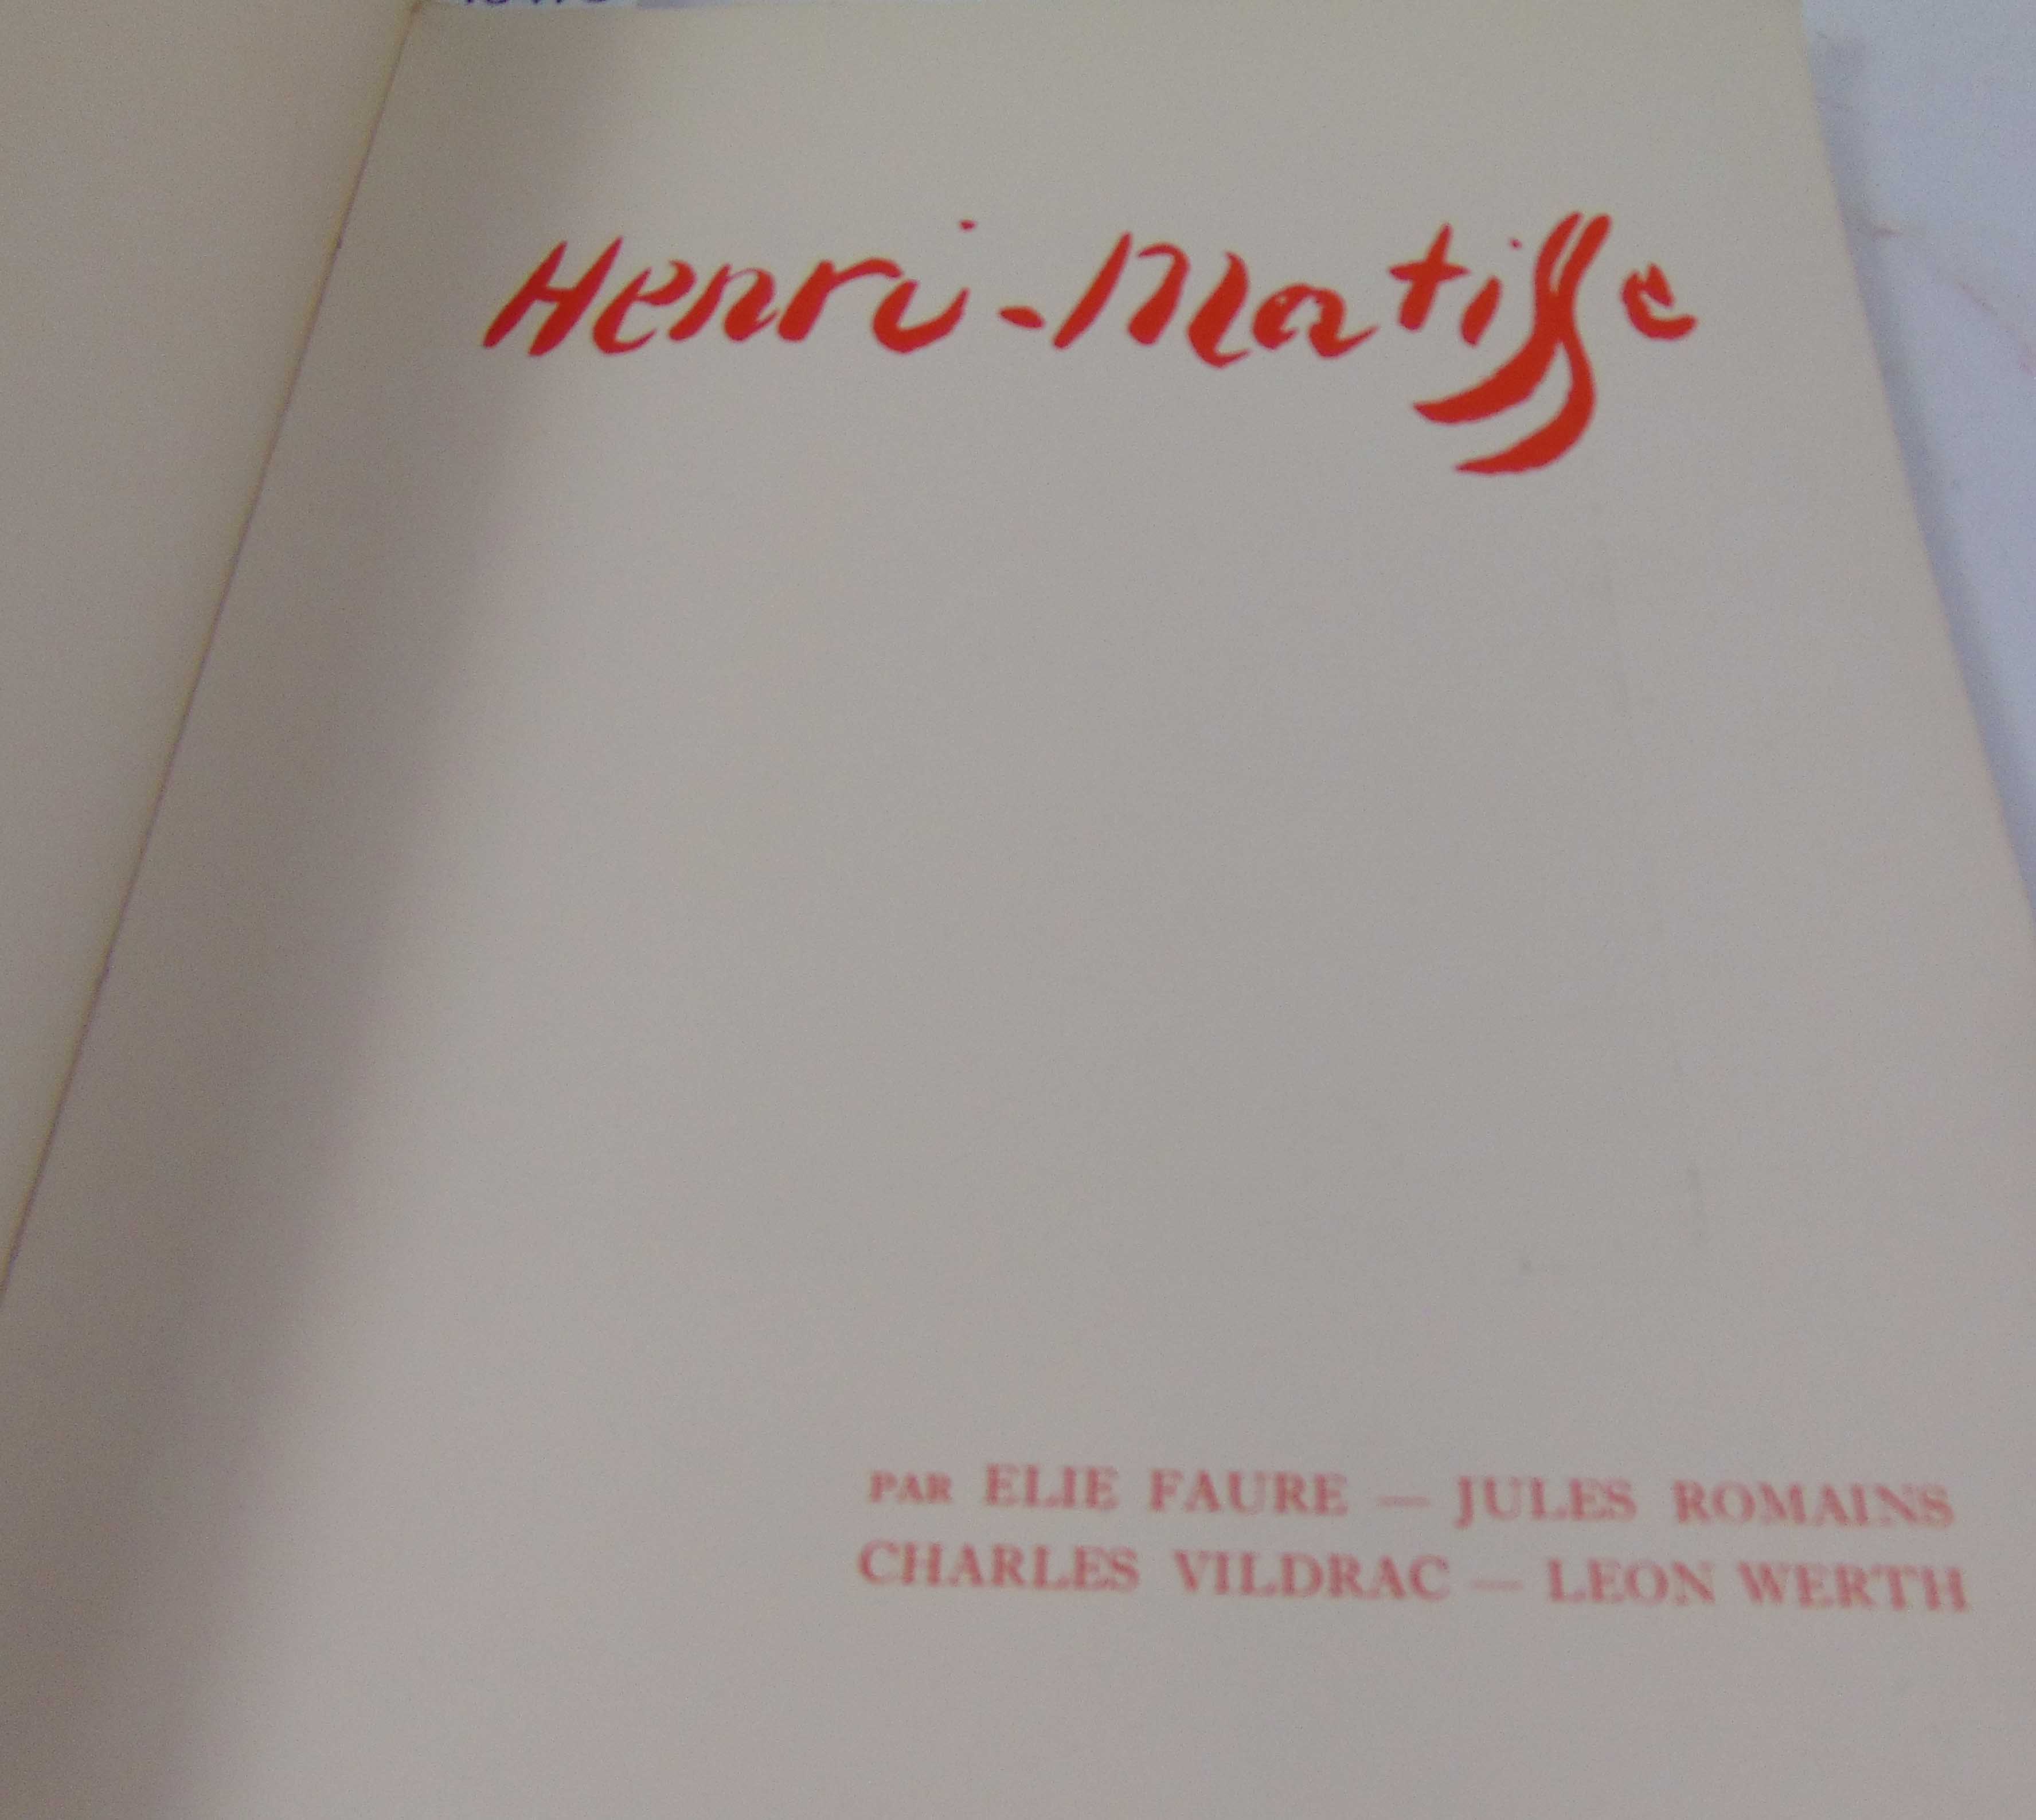 Henri-Matisse
PAR ELIE FAURE — JULES ROMAINS
CHARLES VILDRAC — LEON WERTH